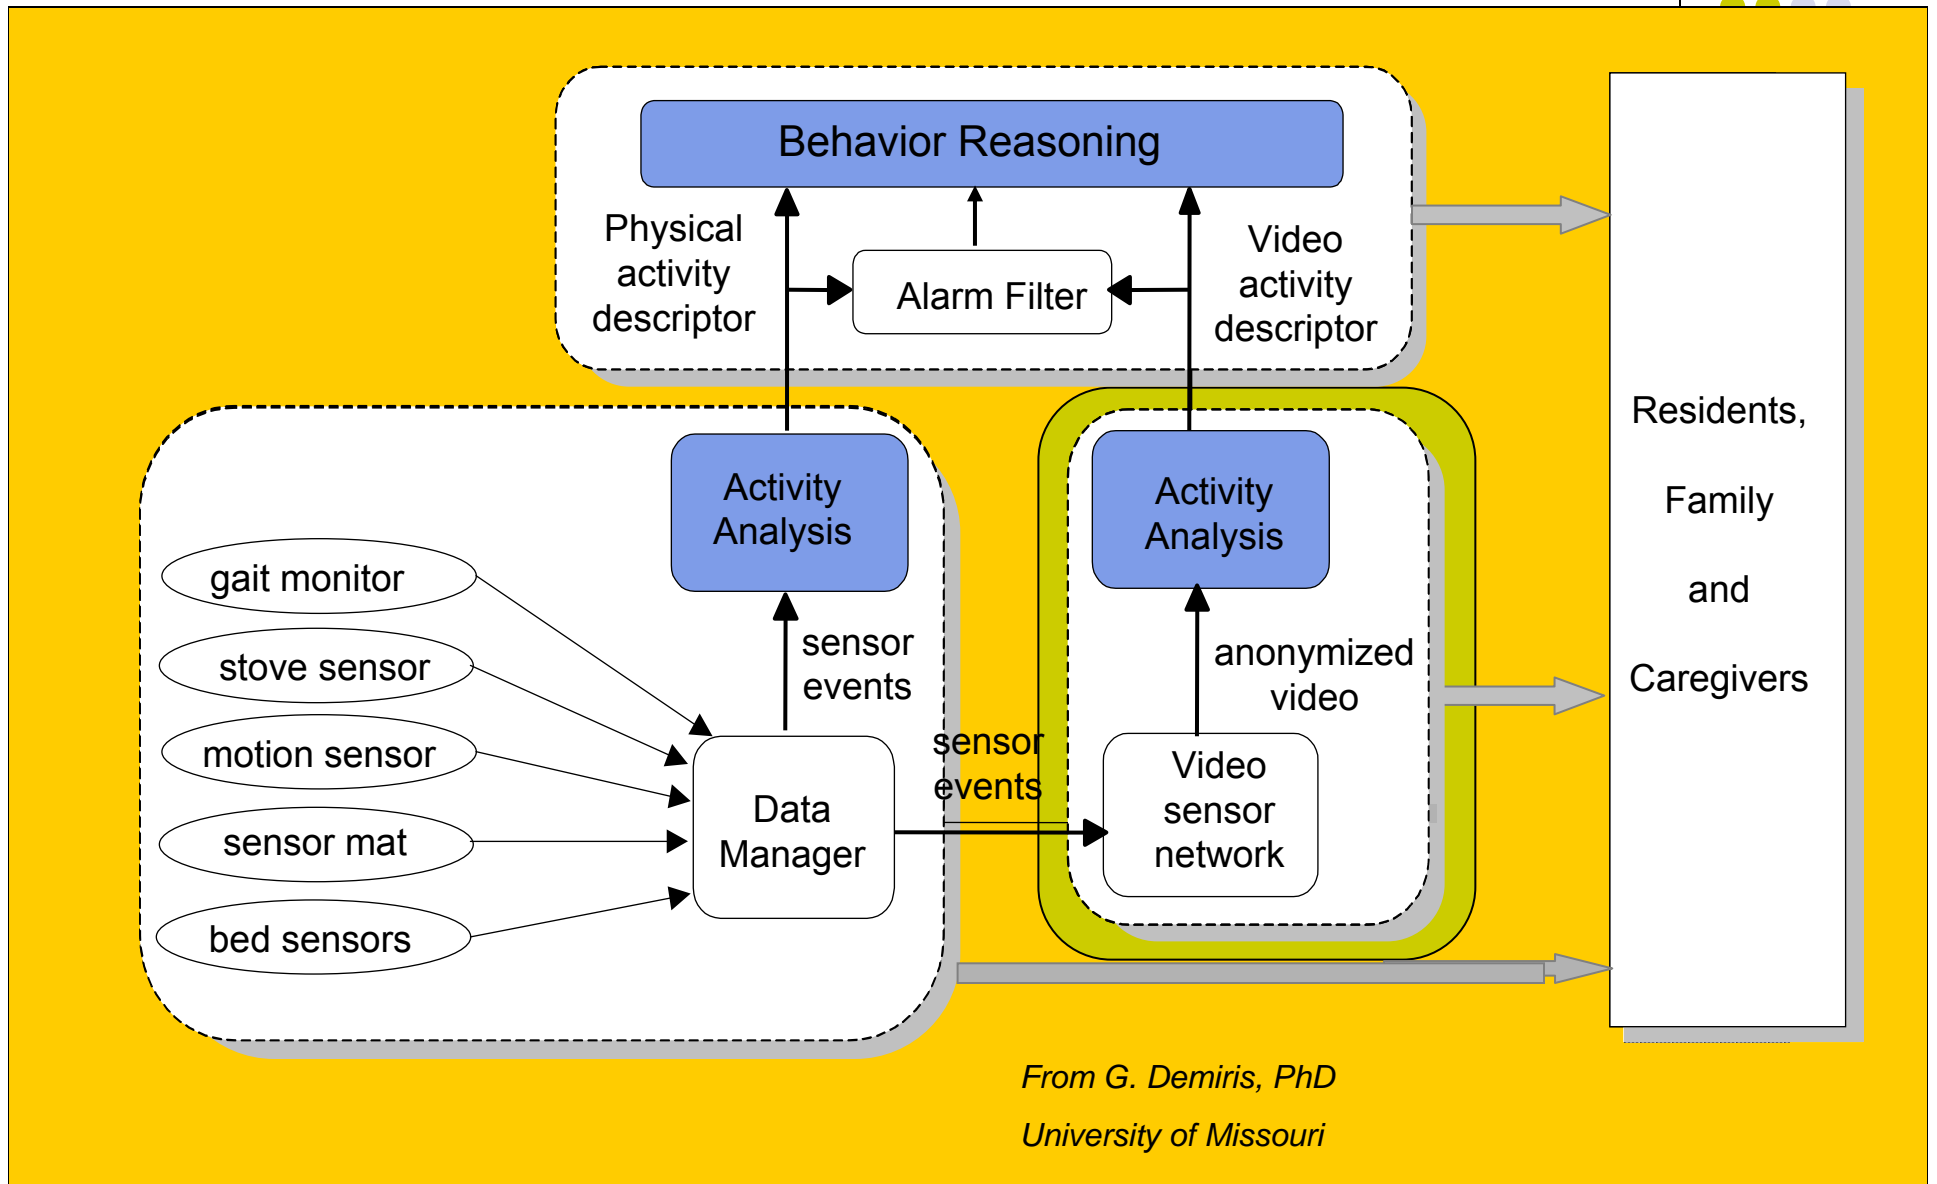 Behavior Reasoning
Physical
activity
descriptor
Alarm Filter
Video
activity
descriptor
Activity
Analysis
Activity
Analysis
gait monitor
stove sensor
motion sensor
sensor mat
bed sensors
sensor
events
Data
Manager
sensor
events
anonymized
video
Video
sensor
network
Residents,
Family
and
Caregivers
From G. Demiris, PhD
University of Missouri